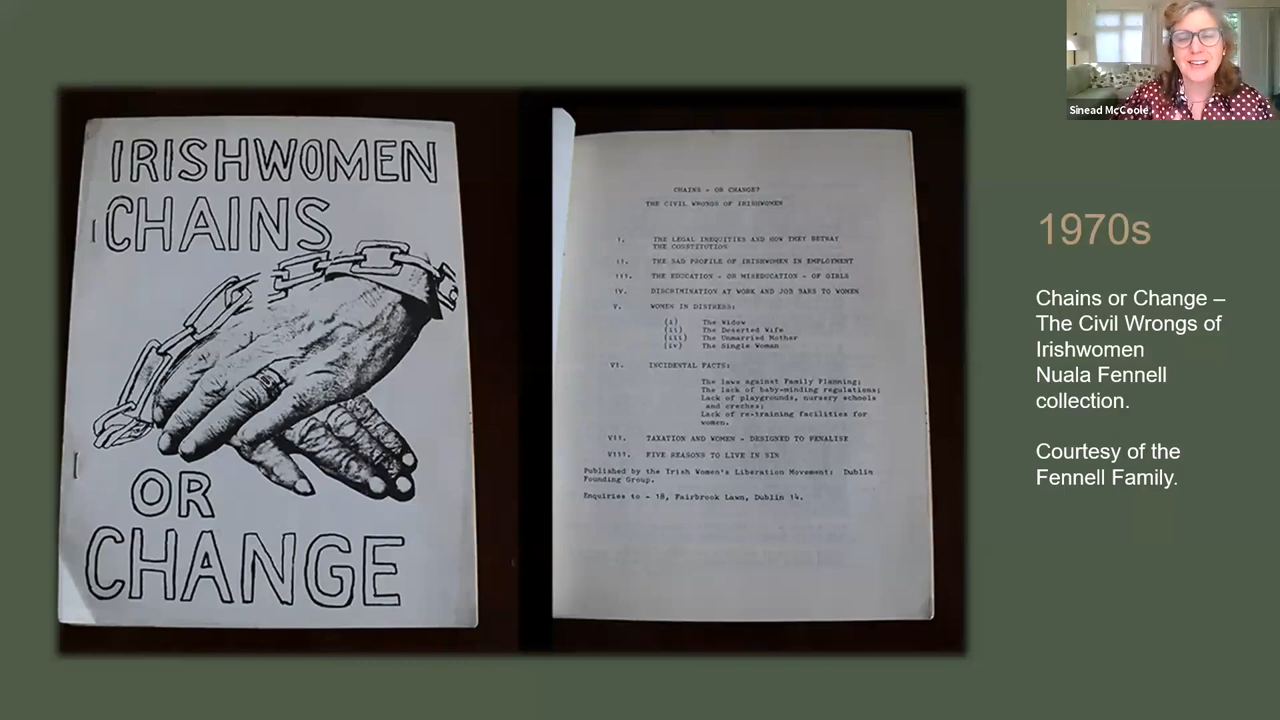 IRISHWOMEN
CHAINS
OR
CHANGE
CHAINS - OR CHANGE?
THE CIVIL WRONGS OF IRISHWOMEN
I. THE LEGAL INEQUITIES AND HOW THEY BETRAY
THE CONSTITUTION
II. THE SAD PROFILE OF IRISHWOMEN IN EMPLOYMENT
III. THE EDUCATION - OR MISEDUCATION - OF GIRLS
IV. DISCRIMINATION AT WORK AND JOB BARS TO WOMEN
V. WOMEN IN DISTRESS:
(i) The Widow
(ii) The Deserted Wife
(iii) The Unmarried Mother
(iv) The Single Woman
VI. INCIDENTAL FACTS:
The laws against Family Planning;
The lack of baby-minding regulations;
Lack of playgrounds, nursery schools
and creches;
Lack of re-training facilities for
women.
VII. TAXATION AND WOMEN - DESIGNED TO PENALISE
VIII. FIVE REASONS TO LIVE IN SIN
Published by the Irish Women's Liberation Movement: Dublin
Founding Group.
Enquiries to - 18, Fairbrook Lawn, Dublin 14.
Sinead McCoole
1970s
Chains or Change –
The Civil Wrongs of
Irishwomen
Nuala Fennell
collection.
Courtesy of the
Fennell Family.